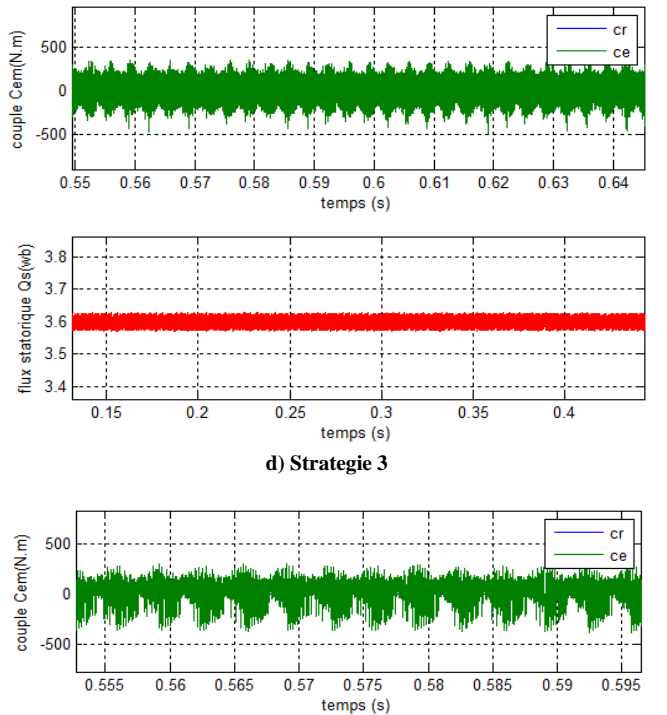 couple Cem(N.m)
500
0
-500
cr
ce
0.55 0.56 0.57 0.58 0.59 0.6 0.61 0.62 0.63 0.64
temps (s)
flux statorique Qs(wb)
3.8
3.7
3.6
3.5
3.4
0.15 0.2 0.25 0.3 0.35 0.4
temps (s)
d) Strategie 3
couple Cem(N.m)
500
0
-500
cr
ce
0.555 0.56 0.565 0.57 0.575 0.58 0.585 0.59 0.595
temps (s)